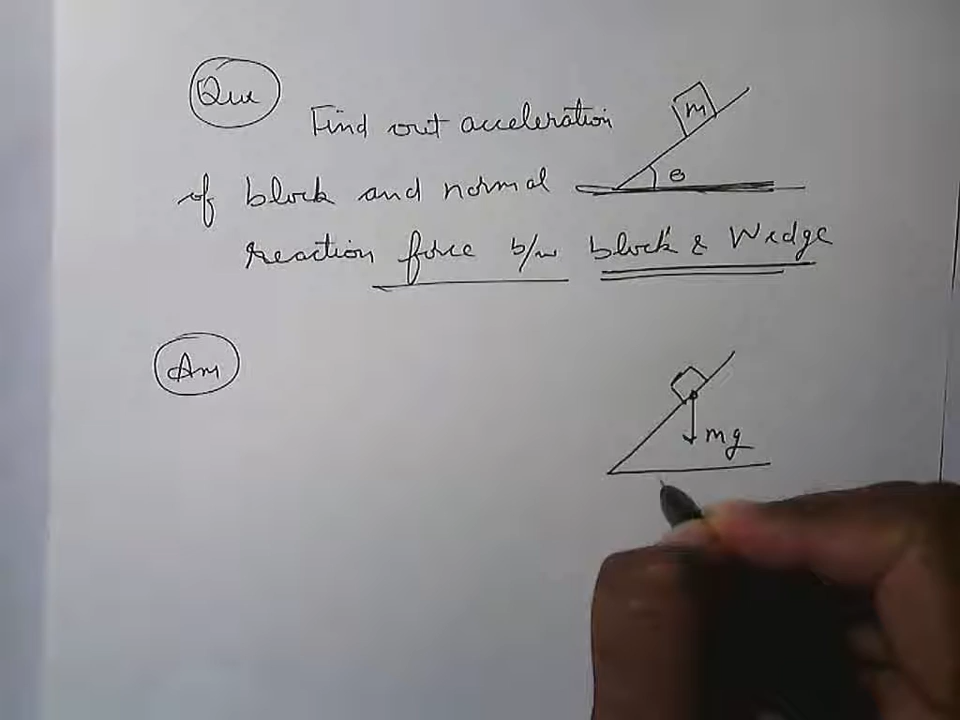 Que
Find out acceleration
of block and normal
reaction force b/w block & Wedge
m
θ
Ans
mg